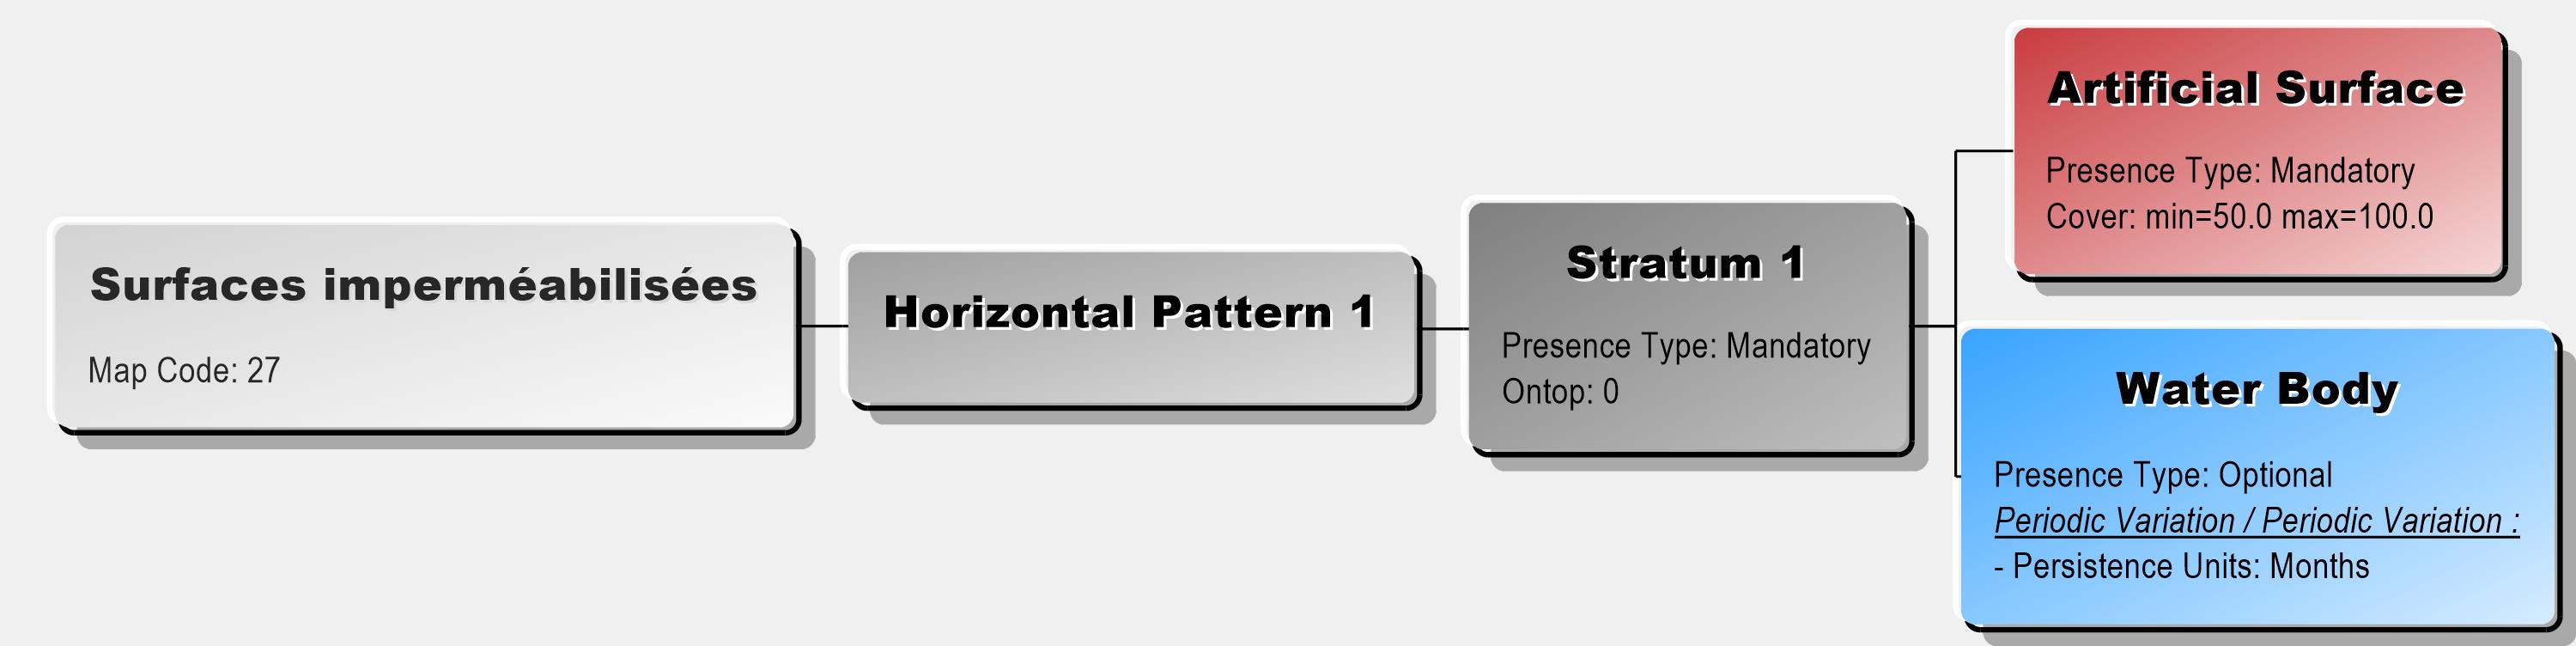 Surfaces imperméabilisées
Map Code: 27
Horizontal Pattern 1
Stratum 1
Presence Type: Mandatory
Ontop: 0
Artificial Surface
Presence Type: Mandatory
Cover: min=50.0 max=100.0
Water Body
Presence Type: Optional
Periodic Variation / Periodic Variation :
- Persistence Units: Months